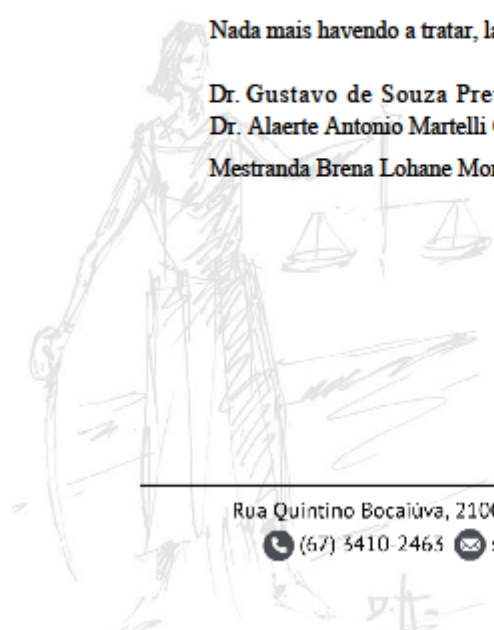 Nada mais havendo a tratar,
Dr. Gustavo de Souza
Dr. Alaerte Antonio Martelli
Mestranda Brena Lohane
Rua Quintino Bocaiúva, 2100
(67) 3410-2463